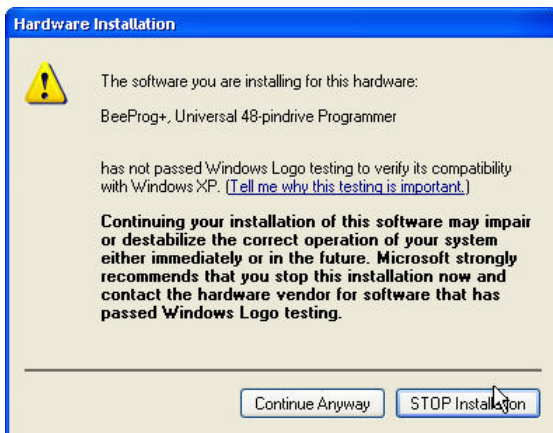 Hardware Installation
The software you are installing for this hardware:
BeeProg+, Universal 48-pindrive Programmer
has not passed Windows Logo testing to verify its compatibility
with Windows XP. (Tell me why this testing is important.)
Continuing your installation of this software may impair
or destabilize the correct operation of your system
either immediately or in the future. Microsoft strongly
recommends that you stop this installation now and
contact the hardware vendor for software that has
passed Windows Logo testing.
Continue Anyway STOP Installation